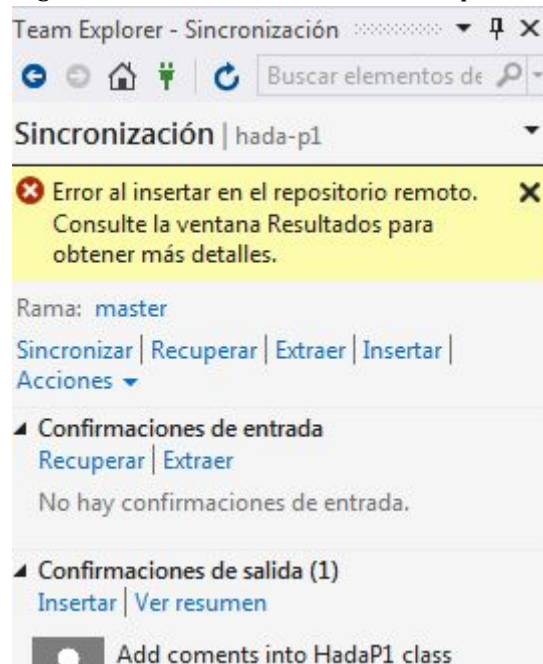 Team Explorer - Sincronización
Buscar elementos de
Sincronización | hada-p1
Error al insertar en el repositorio remoto.
Consulte la ventana Resultados para
obtener más detalles.
Rama: master
Sincronizar | Recuperar | Extraer | Insertar |
Acciones
Confirmaciones de entrada
Recuperar | Extraer
No hay confirmaciones de entrada.
Confirmaciones de salida (1)
Insertar | Ver resumen
Add coments into HadaP1 class